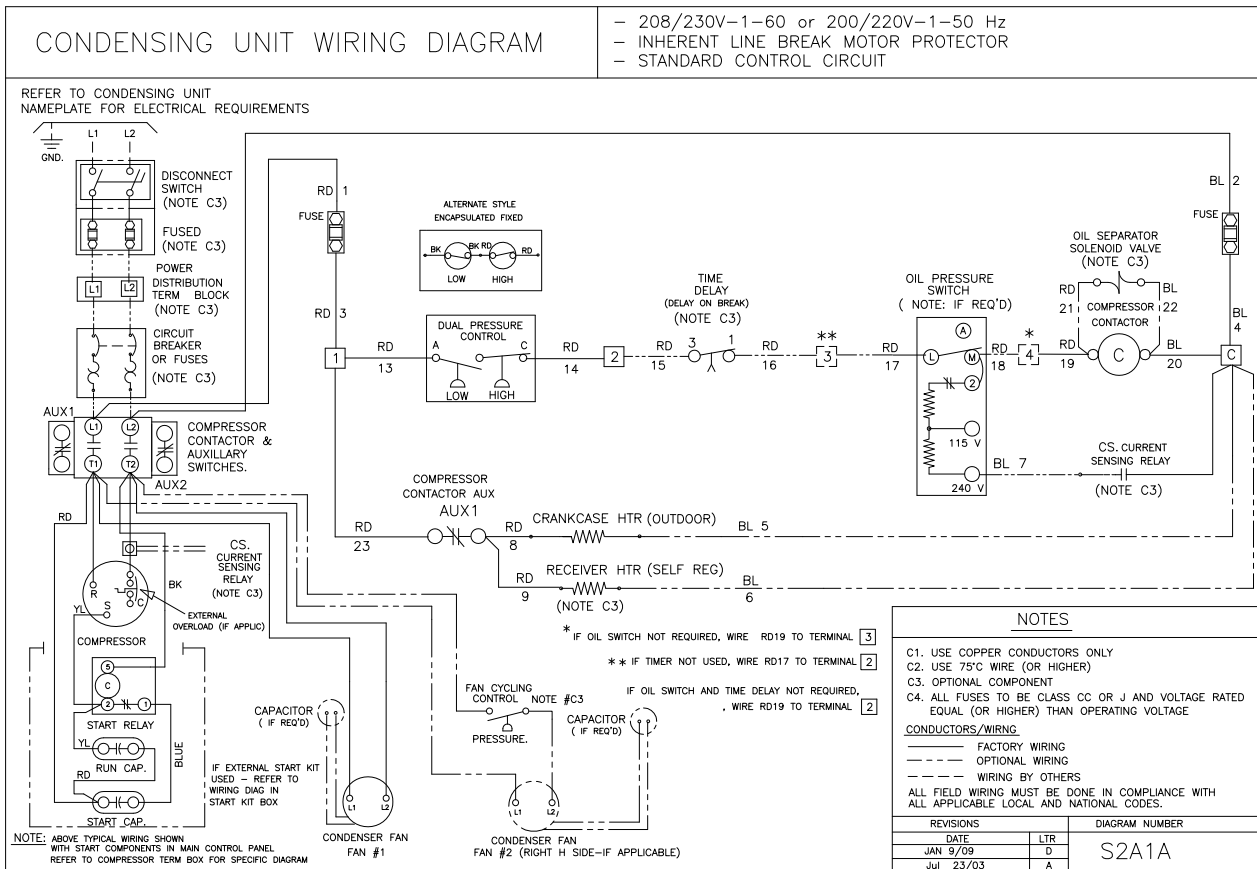 CONDENSING UNIT WIRING DIAGRAM
– 208/230V–1–60 or 200/220V–1–50 Hz
– INHERENT LINE BREAK MOTOR PROTECTOR
– STANDARD CONTROL CIRCUIT
REFER TO CONDENSING UNIT
NAMEPLATE FOR ELECTRICAL REQUIREMENTS
L1 L2
GND.
DISCONNECT
SWITCH
(NOTE C3)
FUSED
(NOTE C3)
POWER
DISTRIBUTION
TERM BLOCK
(NOTE C3)
L1 L2
CIRCUIT
BREAKER
OR FUSES
(NOTE C3)
AUX1
L1 L2
T1 T2
COMPRESSOR
CONTACTOR &
AUXILLARY
SWITCHES.
AUX2
RD 1
FUSE
RD 3
1
ALTERNATE STYLE
ENCAPSULATED FIXED
BK BK RD RD
LOW HIGH
RD
13
DUAL PRESSURE
CONTROL
A C
LOW HIGH
RD
14
2
RD
15
TIME
DELAY
(DELAY ON BREAK)
(NOTE C3)
3 1
RD
16
**
3
RD
17
OIL PRESSURE
SWITCH
( NOTE: IF REQ'D)
A
L M
2
115 V
240 V
RD
18
*
4
RD
19
OIL SEPARATOR
SOLENOID VALVE
(NOTE C3)
RD
21
BL
22
COMPRESSOR
CONTACTOR
C
BL
20
BL 2
FUSE
BL
4
C
BL 7
CS. CURRENT
SENSING RELAY
(NOTE C3)
RD
23
COMPRESSOR
CONTACTOR AUX
AUX1
RD
8
CRANKCASE HTR (OUTDOOR)
BL 5
RD
9
RECEIVER HTR (SELF REG)
(NOTE C3)
BL
6
RD
CS.
CURRENT
SENSING
RELAY
(NOTE C3)
BK
R
S
C
YL
EXTERNAL
OVERLOAD (IF APPLIC)
COMPRESSOR
5
C
2 1
START RELAY
YL
RUN CAP.
RD
BLUE
START CAP.
IF EXTERNAL START KIT
USED – REFER TO
WIRING DIAG IN
START KIT BOX
NOTE: ABOVE TYPICAL WIRING SHOWN
WITH START COMPONENTS IN MAIN CONTROL PANEL
REFER TO COMPRESSOR TERM BOX FOR SPECIFIC DIAGRAM
CAPACITOR
( IF REQ'D)
L1 L2
CONDENSER FAN
FAN #1
FAN CYCLING
CONTROL NOTE #C3
PRESSURE.
CAPACITOR
( IF REQ'D)
L1 L2
CONDENSER FAN
FAN #2 (RIGHT H SIDE–IF APPLICABLE)
* IF OIL SWITCH NOT REQUIRED, WIRE RD19 TO TERMINAL 3
** IF TIMER NOT USED, WIRE RD17 TO TERMINAL 2
IF OIL SWITCH AND TIME DELAY NOT REQUIRED,
, WIRE RD19 TO TERMINAL 2
NOTES
C1. USE COPPER CONDUCTORS ONLY
C2. USE 75°C WIRE (OR HIGHER)
C3. OPTIONAL COMPONENT
C4. ALL FUSES TO BE CLASS CC OR J AND VOLTAGE RATED
EQUAL (OR HIGHER) THAN OPERATING VOLTAGE
CONDUCTORS/WIRNG
FACTORY WIRING
OPTIONAL WIRING
WIRING BY OTHERS
ALL FIELD WIRING MUST BE DONE IN COMPLIANCE WITH
ALL APPLICABLE LOCAL AND NATIONAL CODES.
REVISIONS
DATE LTR
JAN 9/09 D
Jul 23/03 A
DIAGRAM NUMBER
S2A1A